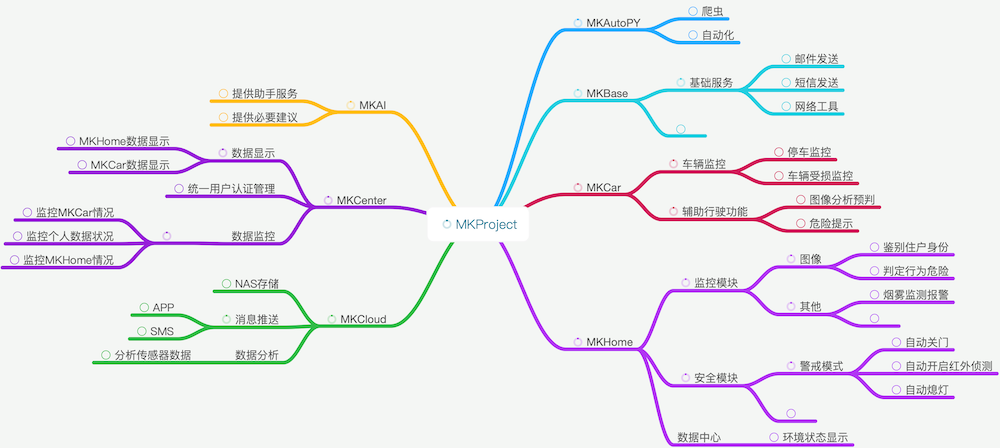 MKProject
MKAutoPY
爬虫
自动化
MKBase
基础服务
邮件发送
短信发送
网络工具
MKCar
车辆监控
停车监控
车辆受损监控
辅助行驶功能
图像分析预判
危险提示
MKHome
监控模块
图像
鉴别住户身份
判定行为危险
其他
烟雾监测报警
安全模块
警戒模式
自动关门
自动开启红外侦测
自动熄灯
数据中心
环境状态显示
MKAI
提供助手服务
提供必要建议
MKCenter
数据显示
MKHome数据显示
MKCar数据显示
统一用户认证管理
数据监控
监控MKCar情况
监控个人数据状况
监控MKHome情况
MKCloud
NAS存储
消息推送
APP
SMS
数据分析
分析传感器数据